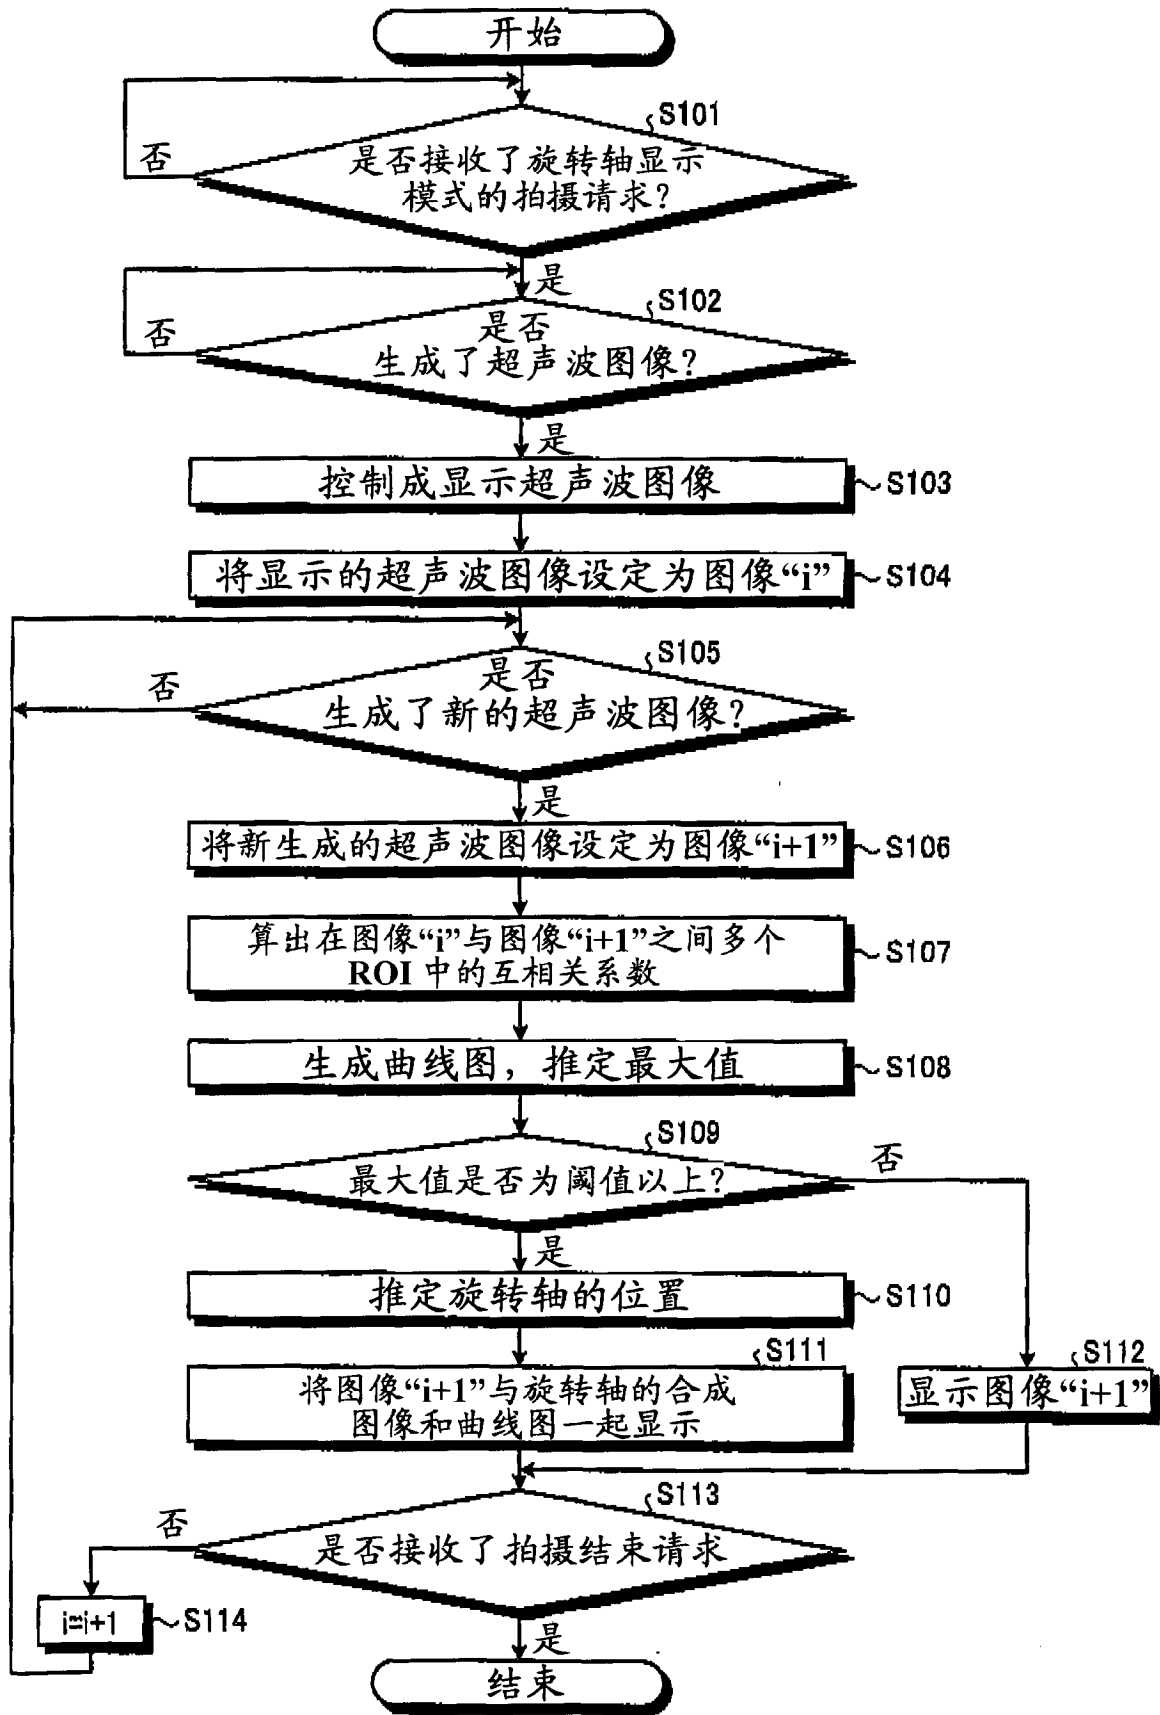 开始
S101
是否接收了旋转轴显示
模式的拍摄请求？
否
是
S102
是否
生成了超声波图像？
否
是
控制成显示超声波图像
S103
将显示的超声波图像设定为图像“i”
S104
S105
是否
生成了新的超声波图像？
否
是
将新生成的超声波图像设定为图像“i+1”
S106
算出在图像“i”与图像“i+1”之间多个
ROI 中的互相关系数
S107
生成曲线图，推定最大值
S108
S109
最大值是否为阈值以上？
否
是
推定旋转轴的位置
S110
S111
将图像“i+1”与旋转轴的合成
图像和曲线图一起显示
S112
显示图像“i+1”
S113
是否接收了拍摄结束请求
否
i=i+1
S114
是
结束